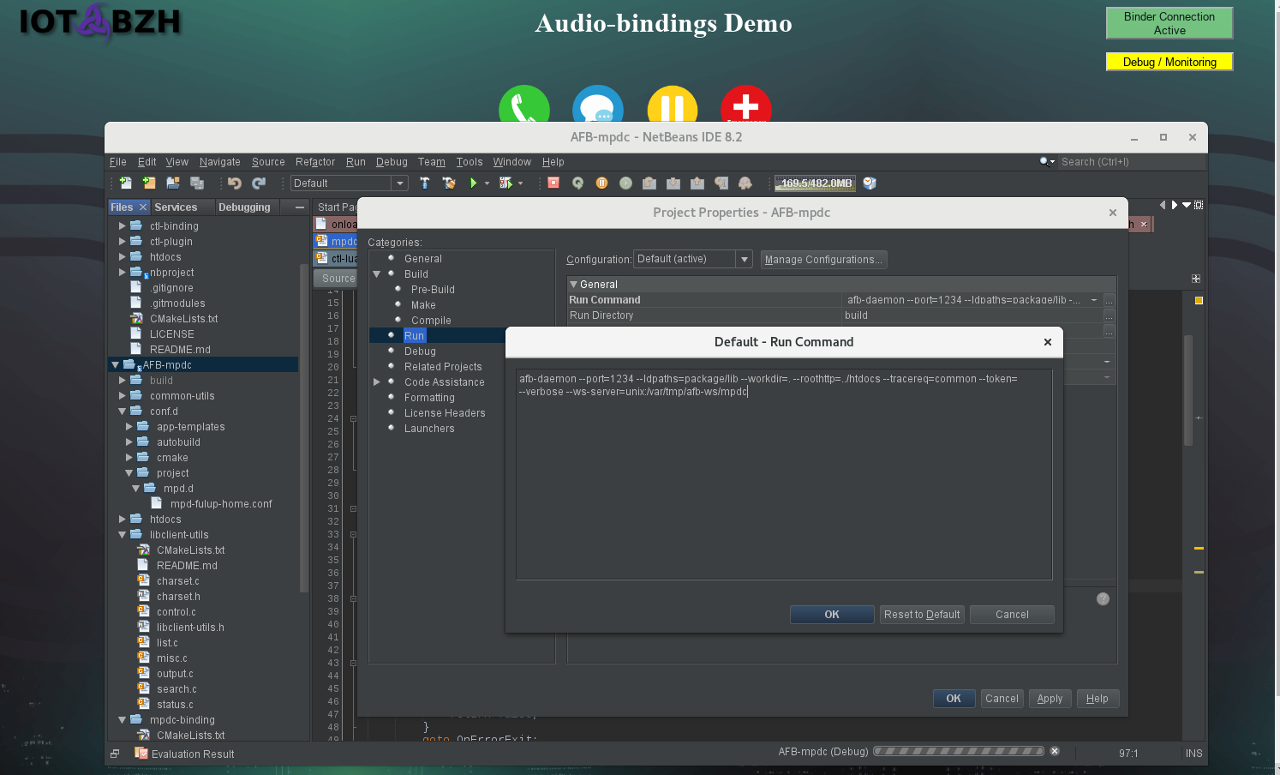 IOT BZH
Audio-bindings Demo
Binder Connection
Active
Debug / Monitoring
AFB-mpdc - NetBeans IDE 8.2
File Edit View Navigate Source Refactor Run Debug Team Tools Window Help
Search (Ctrl+I)
Default
169.5/482.0MB
Files
Services
Debugging
Start Pa
onloa
h
mpdc
ctl-lua
Source
ctl-binding
ctl-plugin
htdocs
nbproject
.gitignore
.gitmodules
CMakeLists.txt
LICENSE
README.md
AFB-mpdc
build
common-utils
conf.d
app-templates
autobuild
cmake
project
mpd.d
mpd-fulup-home.conf
htdocs
libclient-utils
CMakeLists.txt
README.md
charset.c
charset.h
control.c
libclient-utils.h
list.c
misc.c
output.c
search.c
status.c
mpdc-binding
CMakeLists.txt
14
15
16
17
18
19
20
21
22
23
24
25
26
27
28
29
30
31
32
33
34
35
36
37
38
39
40
41
42
43
44
45
46
47
48 }
49 goto OnErrorExit;
Project Properties - AFB-mpdc
Categories:
General
Build
Pre-Build
Make
Compile
Run
Debug
Related Projects
Code Assistance
Formatting
License Headers
Launchers
Configuration: Default (active) Manage Configurations...
General
Run Command afb-daemon --port=1234 --ldpaths=package/lib -... ...
Run Directory build ...
Default - Run Command
afb-daemon --port=1234 --ldpaths=package/lib --workdir=. --roothttp=../htdocs --tracereq=common --token=
--verbose --ws-server=unix:/var/tmp/afb-ws/mpdc
OK Reset to Default Cancel
OK Cancel Apply Help
Evaluation Result
AFB-mpdc (Debug)
97:1
INS